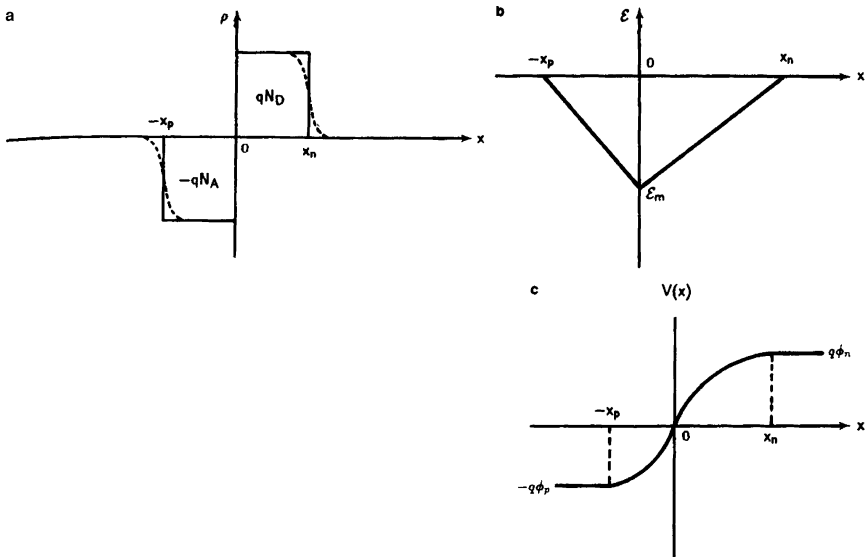 a
ρ
qN_D
−x_p
x
0
x_n
−qN_A
b
ℰ
−x_p
0
x_n
x
ℰ_m
c
V(x)
qϕ_n
−x_p
0
x_n
x
−qϕ_p